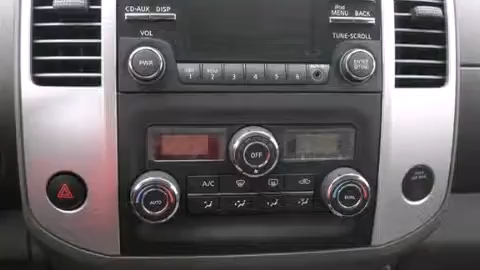 CD·AUX DISP
iPod MENU BACK
VOL
TUNE·SCROLL
PWR
1 2 3 4 5 6
AUX
OFF
A/C
AUTO
DUAL